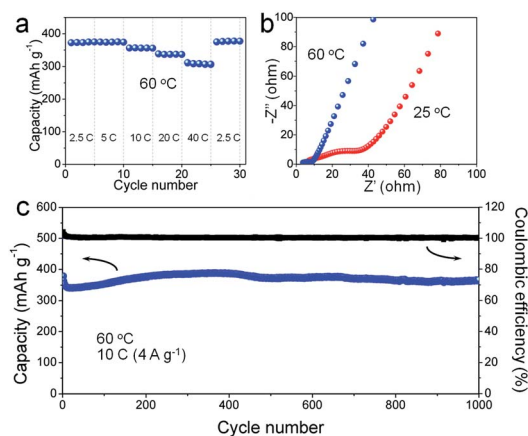 a
400
300
200
100
0
Capacity (mAh g⁻¹)
60 °C
2.5 C 5 C 10 C 20 C 40 C 2.5 C
0 10 20 30
Cycle number
b
100
80
60
40
20
0
-Z'' (ohm)
60 °C
25 °C
0 20 40 60 80 100
Z' (ohm)
c
600
500
400
300
200
100
0
Capacity (mAh g⁻¹)
120
100
80
60
40
20
0
Coulombic efficiency (%)
60 °C
10 C (4 A g⁻¹)
0 200 400 600 800 1000
Cycle number